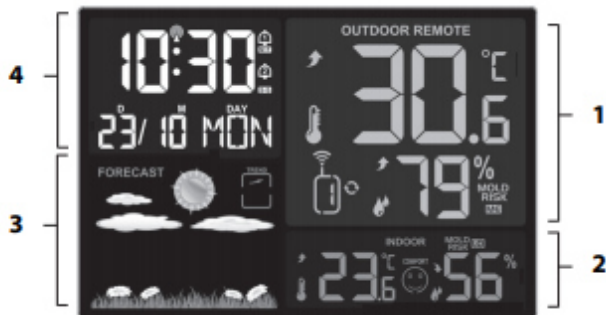 4
10:30
D M DAY
23/ 10 MON
3
FORECAST
TREND
1
OUTDOOR REMOTE
30.6 °C
1
79%
MOLD
RISK
2
INDOOR
MOLD
RISK
23.6 °C
COMFORT
56%